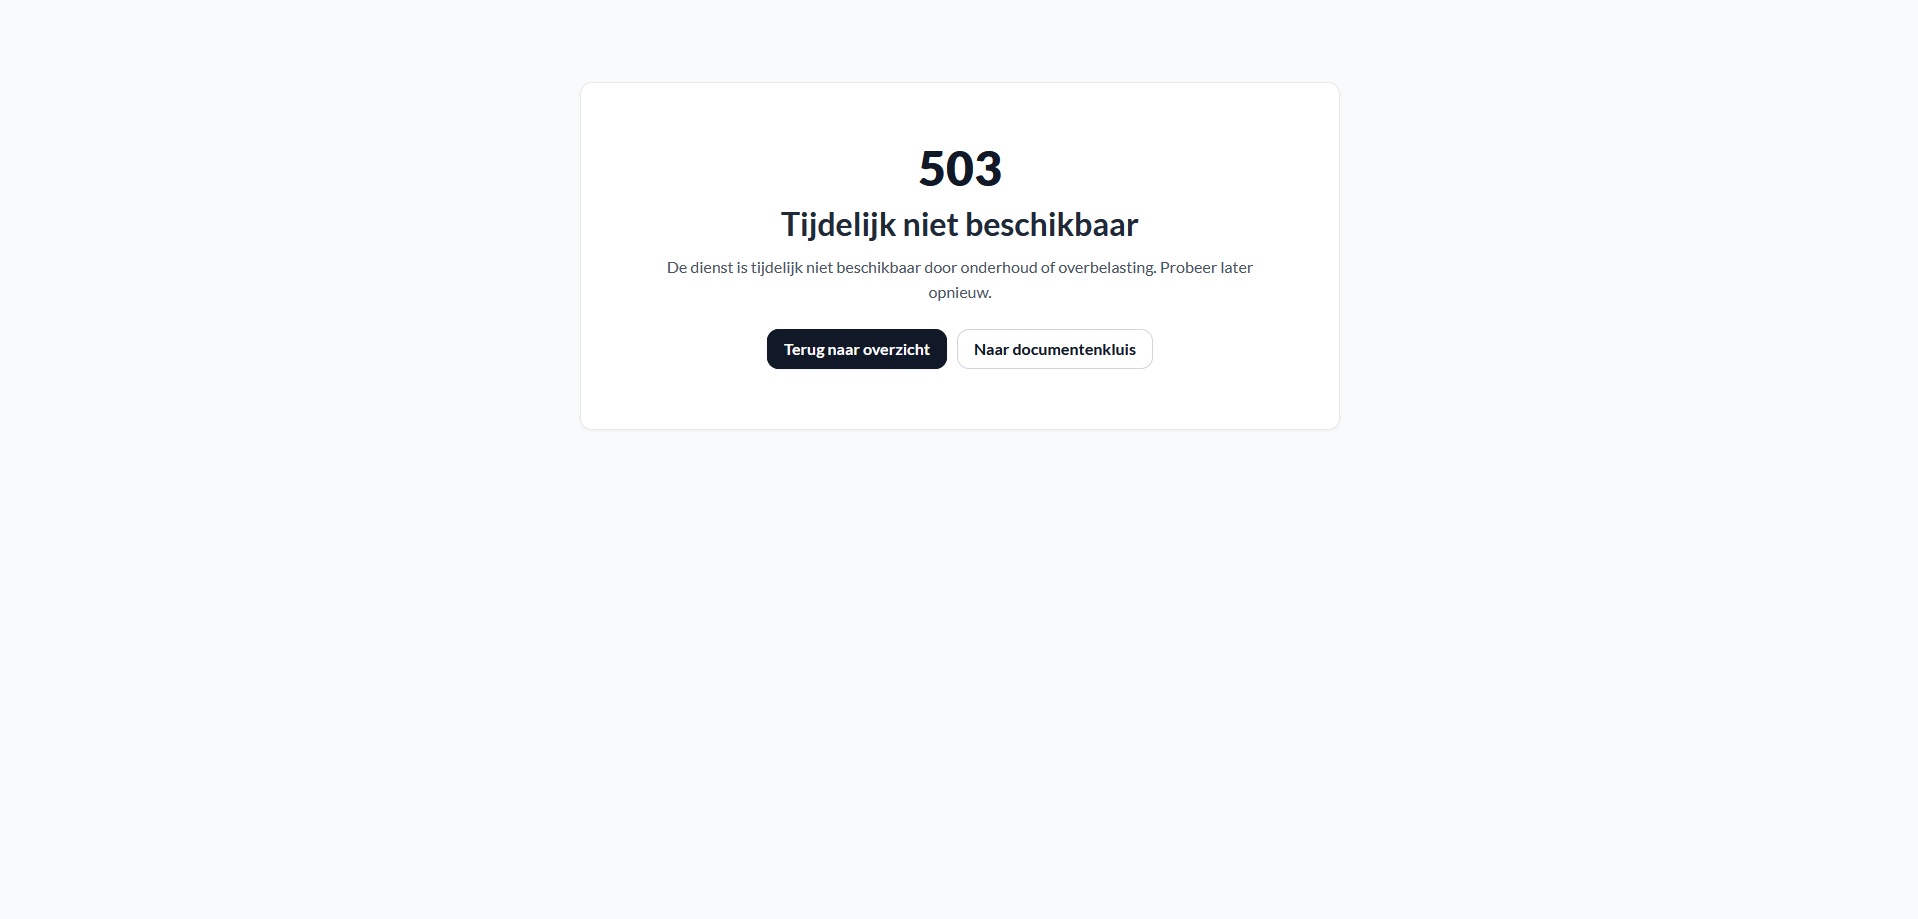 503
Tijdelijk niet beschikbaar
De dienst is tijdelijk niet beschikbaar door onderhoud of overbelasting. Probeer later
opnieuw.
Terug naar overzicht
Naar documentenkluis